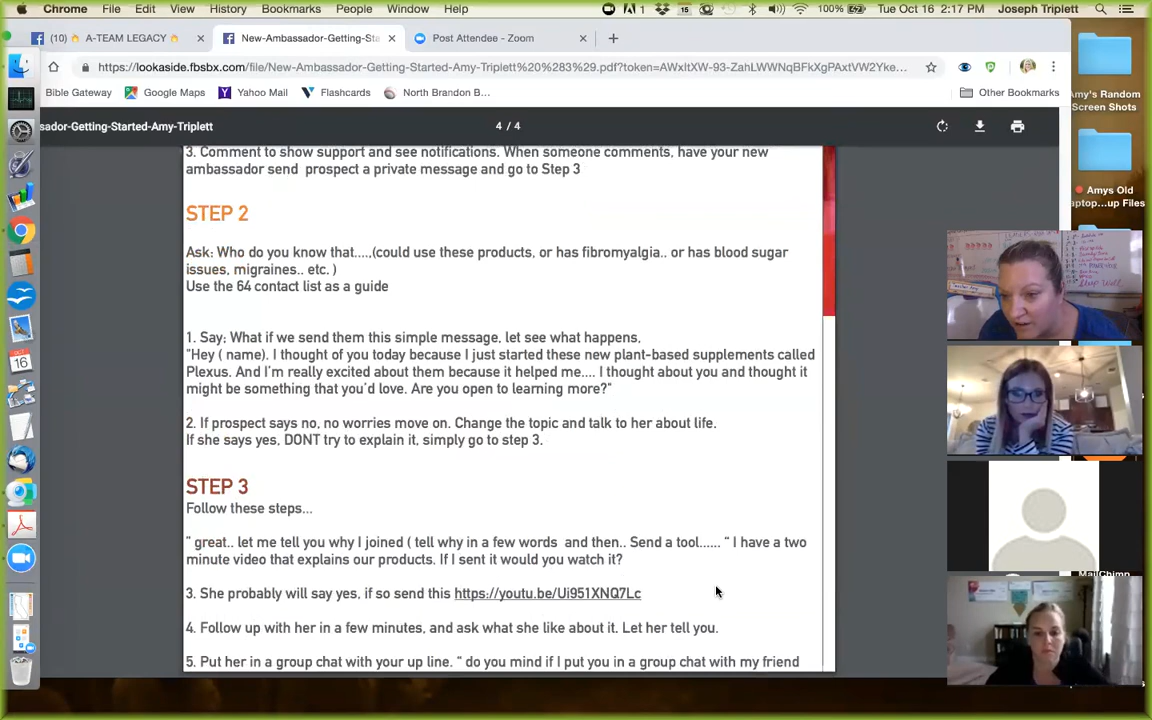 Chrome File Edit View History Bookmarks People Window Help 1 15 100% Tue Oct 16 2:17 PM Joseph Triplett
(10) A-TEAM LEGACY New-Ambassador-Getting-Sta Post Attendee - Zoom
https://lookaside.fbsbx.com/file/New-Ambassador-Getting-Started-Amy-Triplett%20%283%29.pdf?token=AWxItXW-93-ZahLWWNqBFkXgPAxtVW2Yke...
Bible Gateway Google Maps Yahoo Mail Flashcards North Brandon B... Other Bookmarks
sador-Getting-Started-Amy-Triplett 4 / 4
Amy's Random
Screen Shots
Amys Old
aptop...up Files
3. Comment to show support and see notifications. When someone comments, have your new
ambassador send prospect a private message and go to Step 3
STEP 2
Ask: Who do you know that.....(could use these products, or has fibromyalgia.. or has blood sugar
issues, migraines.. etc. )
Use the 64 contact list as a guide
1. Say: What if we send them this simple message, let see what happens,
"Hey ( name). I thought of you today because I just started these new plant-based supplements called
Plexus. And I'm really excited about them because it helped me.... I thought about you and thought it
might be something that you'd love. Are you open to learning more?"
2. If prospect says no, no worries move on. Change the topic and talk to her about life.
If she says yes, DONT try to explain it, simply go to step 3.
STEP 3
Follow these steps...
" great.. let me tell you why I joined ( tell why in a few words and then.. Send a tool...... " I have a two
minute video that explains our products. If I sent it would you watch it?
3. She probably will say yes, if so send this https://youtu.be/Ui951XNQ7Lc
4. Follow up with her in a few minutes, and ask what she like about it. Let her tell you.
5. Put her in a group chat with your up line. " do you mind if I put you in a group chat with my friend
OCT
16
MailChimp